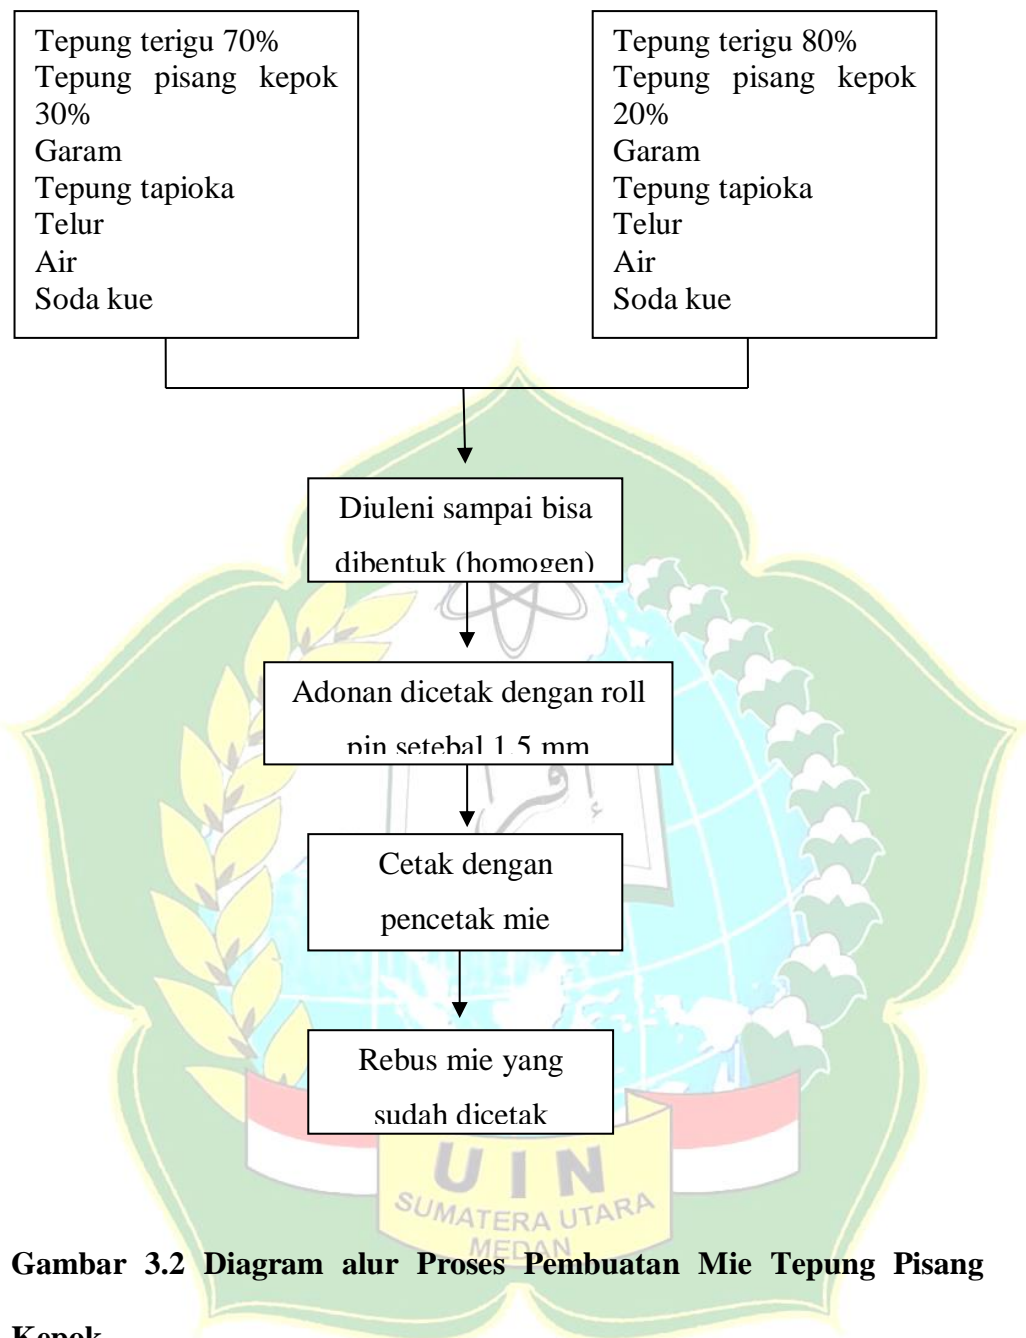 Tepung terigu 70%
Tepung pisang kepok
30%
Garam
Tepung tapioka
Telur
Air
Soda kue
Tepung terigu 80%
Tepung pisang kepok
20%
Garam
Tepung tapioka
Telur
Air
Soda kue
Diuleni sampai bisa
dibentuk (homogen)
Adonan dicetak dengan roll
pin setebal 1.5 mm
Cetak dengan
pencetak mie
Rebus mie yang
sudah dicetak
UIN
SUMATERA UTARA
MEDAN
Gambar 3.2 Diagram alur Proses Pembuatan Mie Tepung Pisang
Kepok